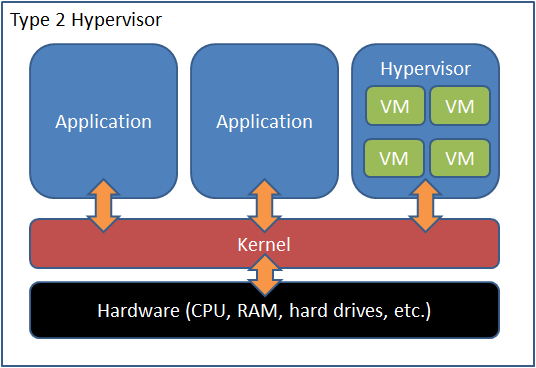 Type 2 Hypervisor
Application
Application
Hypervisor
VM
VM
VM
VM
Kernel
Hardware (CPU, RAM, hard drives, etc.)